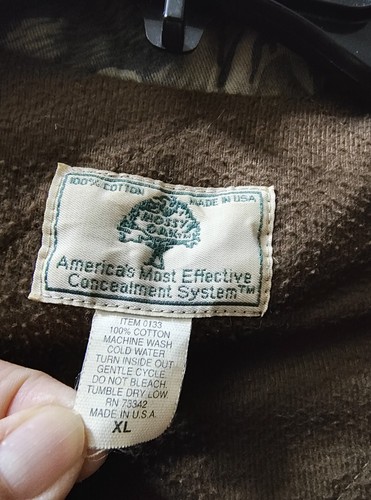 100% COTTON MADE IN USA
MOSSY
OAK
America's Most Effective
Concealment System™
ITEM 0133
100% COTTON
MACHINE WASH
COLD WATER
TURN INSIDE OUT
GENTLE CYCLE.
DO NOT BLEACH.
TUMBLE DRY LOW.
RN 73342
MADE IN U.S.A.
XL